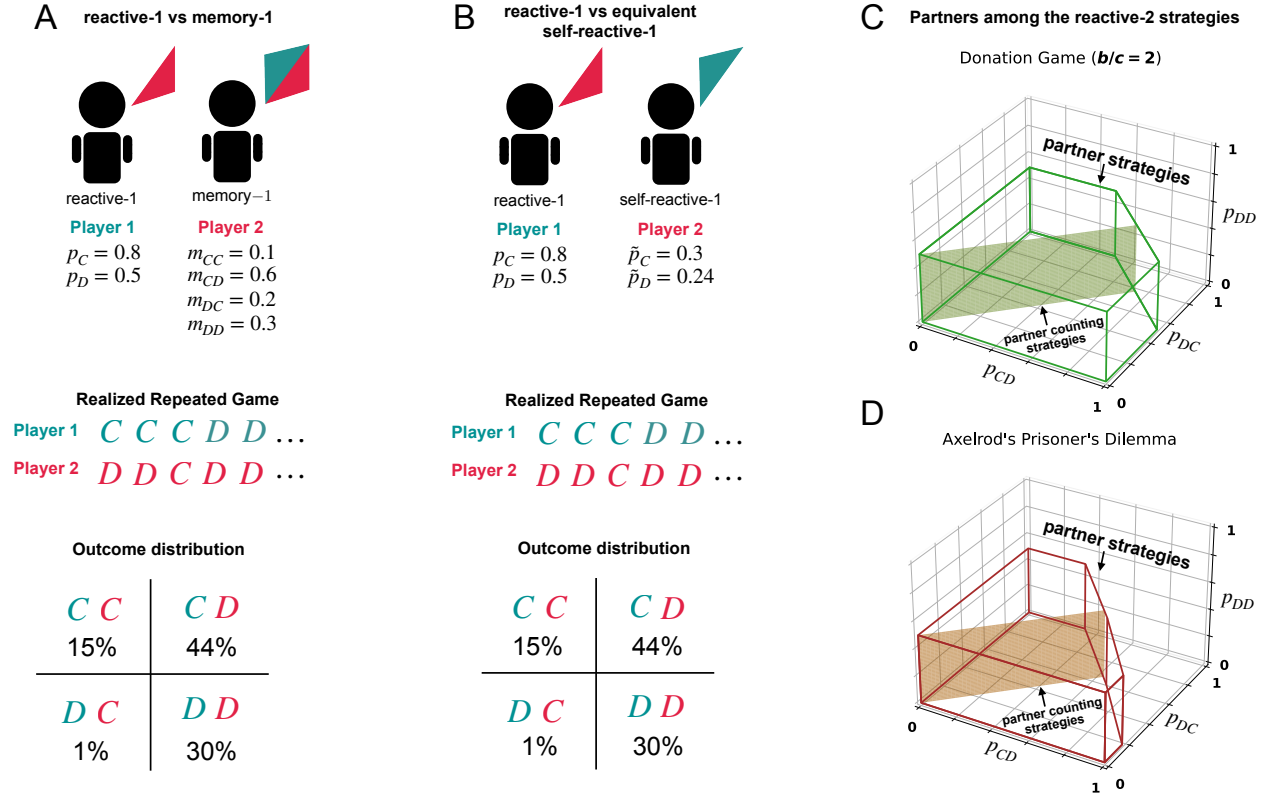 A
reactive-1 vs memory-1
reactive-1
memory−1
Player 1
Player 2
p_C = 0.8
p_D = 0.5
m_CC = 0.1
m_CD = 0.6
m_DC = 0.2
m_DD = 0.3
Realized Repeated Game
Player 1 C C C D D ...
Player 2 D D C D D ...
Outcome distribution
C C
15%
C D
44%
D C
1%
D D
30%
B
reactive-1 vs equivalent
self-reactive-1
reactive-1
self-reactive-1
Player 1
Player 2
p_C = 0.8
p_D = 0.5
p̃_C = 0.3
p̃_D = 0.24
Realized Repeated Game
Player 1 C C C D D ...
Player 2 D D C D D ...
Outcome distribution
C C
15%
C D
44%
D C
1%
D D
30%
C
Partners among the reactive-2 strategies
Donation Game (b/c = 2)
partner strategies
partner counting
strategies
0
p_CD
1
0
p_DC
1
0
p_DD
1
D
Axelrod's Prisoner's Dilemma
partner strategies
partner counting
strategies
0
p_CD
1
0
p_DC
1
0
p_DD
1